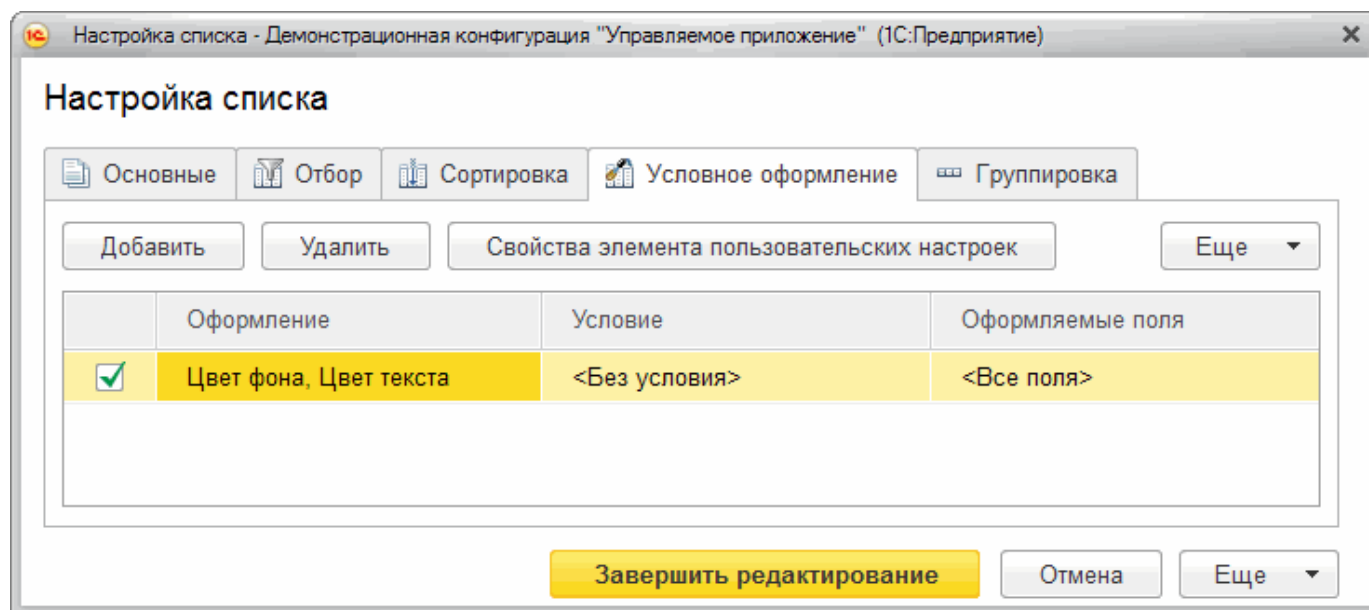 1С Настройка списка - Демонстрационная конфигурация "Управляемое приложение" (1С:Предприятие)
Настройка списка
Основные Отбор Сортировка Условное оформление Группировка
Добавить Удалить Свойства элемента пользовательских настроек Еще
Оформление Условие Оформляемые поля
Цвет фона, Цвет текста <Без условия> <Все поля>
Завершить редактирование Отмена Еще